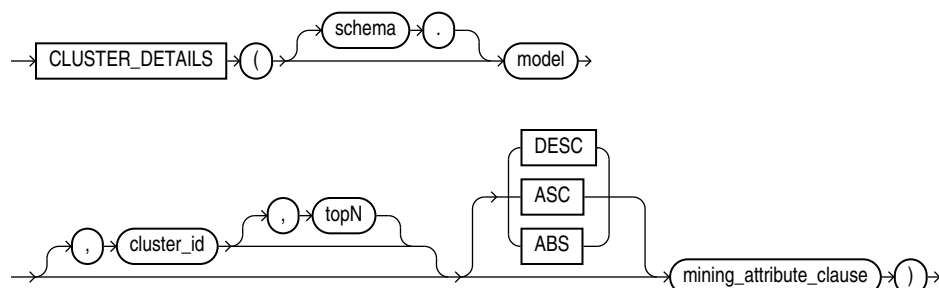 schema .
CLUSTER_DETAILS ( model
DESC
ASC
, topN
, cluster_id ABS
mining_attribute_clause )